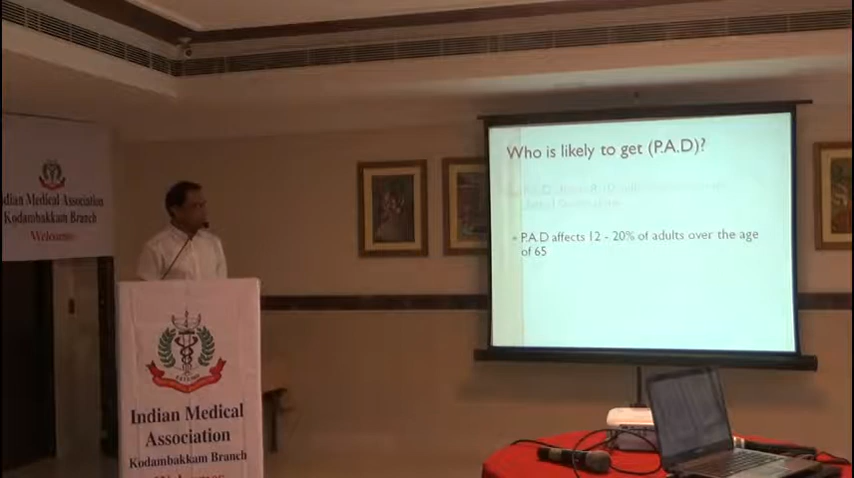 Indian Medical Association
Kodambakkam Branch
Welcomes
Who is likely to get (P.A.D)?
P.A.D affects 12 - 20% of adults over the age
of 65
Indian Medical
Association
Kodambakkam Branch